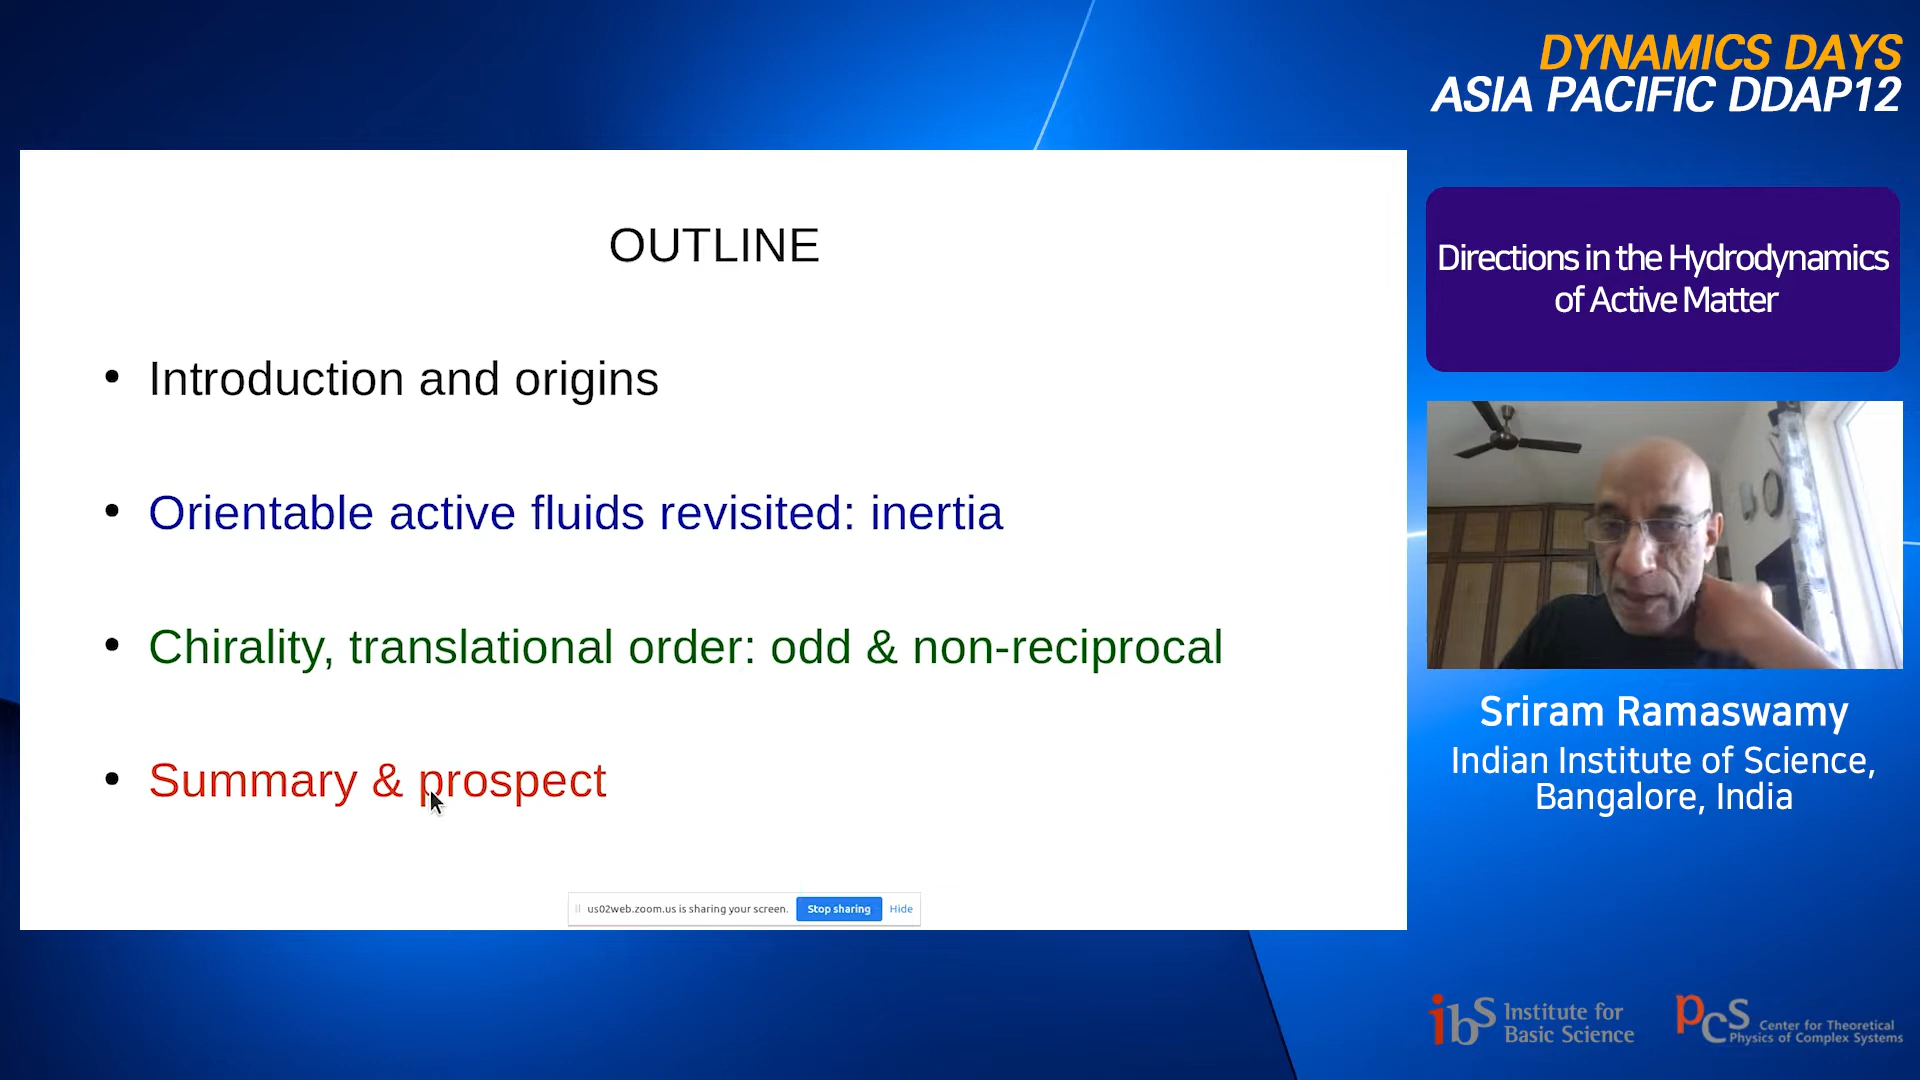 DYNAMICS DAYS
ASIA PACIFIC DDAP12
OUTLINE
• Introduction and origins
• Orientable active fluids revisited: inertia
• Chirality, translational order: odd & non-reciprocal
• Summary & prospect
us02web.zoom.us is sharing your screen. Stop sharing Hide
Directions in the Hydrodynamics
of Active Matter
Sriram Ramaswamy
Indian Institute of Science,
Bangalore, India
ibs Institute for
Basic Science
pcs Center for Theoretical
Physics of Complex Systems